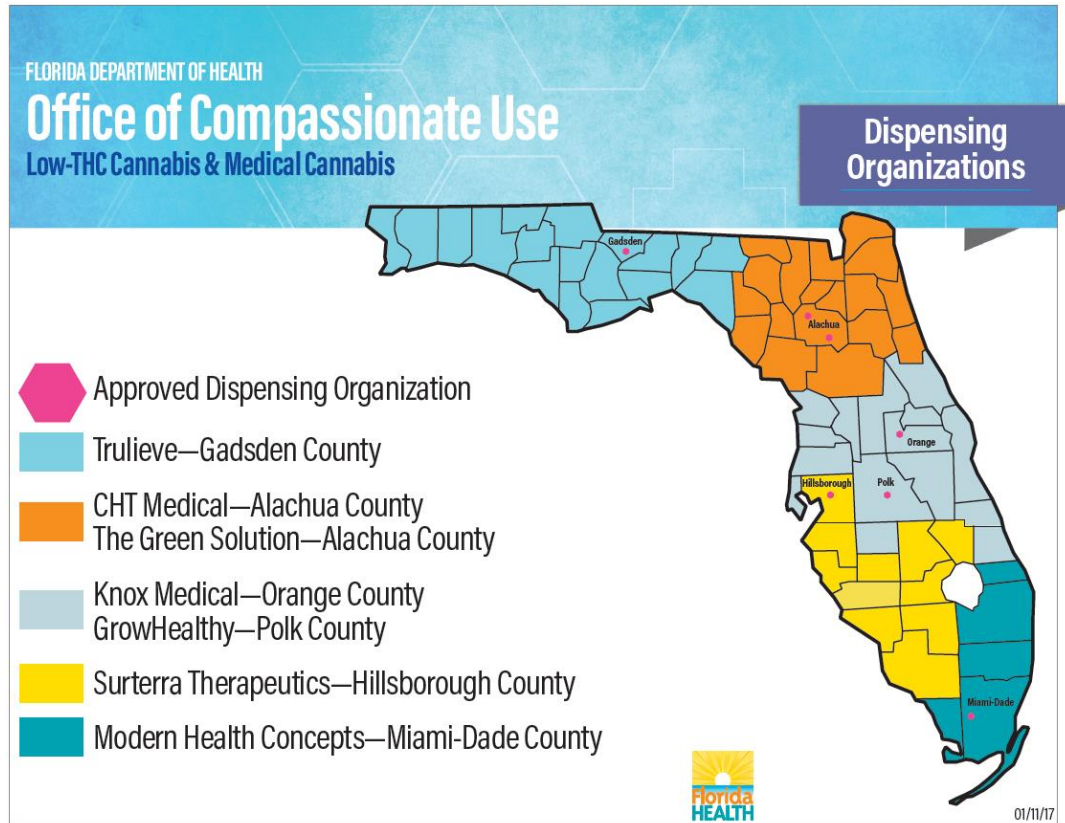 FLORIDA DEPARTMENT OF HEALTH
Office of Compassionate Use
Low-THC Cannabis & Medical Cannabis
Dispensing
Organizations
Gadsden
Alachua
Orange
Hillsborough
Polk
Miami-Dade
Approved Dispensing Organization
Trulieve—Gadsden County
CHT Medical—Alachua County
The Green Solution—Alachua County
Knox Medical—Orange County
GrowHealthy—Polk County
Surterra Therapeutics—Hillsborough County
Modern Health Concepts—Miami-Dade County
Florida
HEALTH
01/11/17